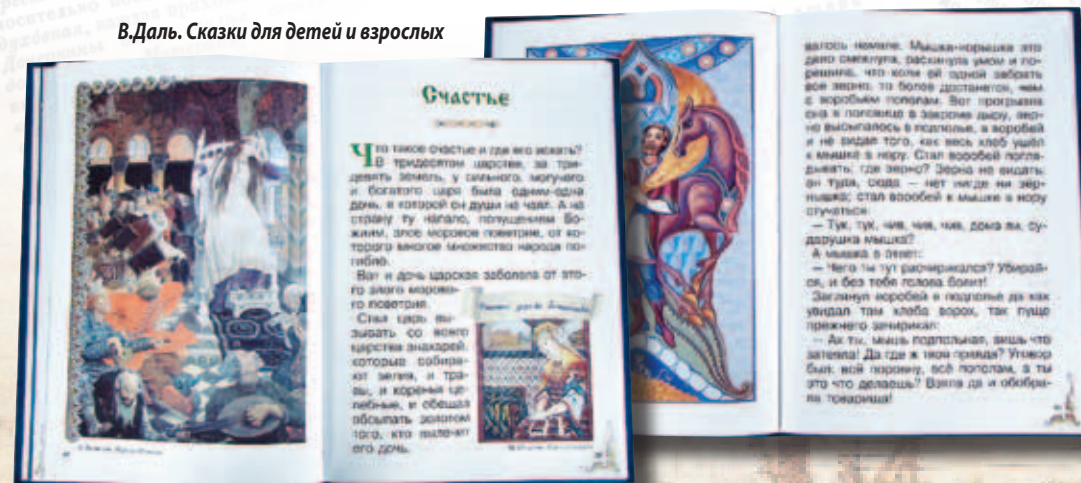 В.Даль. Сказки для детей и взрослых
Счастье
Что такое счастье и где его искать?
В тридесятом царстве, за три-
девять земель, у сильного, могучего
и богатого царя была одним-одна
дочь, в которой он души не чаял. А на
страну ту напало, попущением Бо-
жиим, злое моровое поветрие, от ко-
торого многое множество народа по-
гибло.
Вот и дочь царская заболела от это-
го злого морово-
го поветрия.
Стал царь вы-
зывать со всего
царства знахарей,
которые собира-
ют зелия, и тра-
вы, и коренья це-
лебные, и обещал
обсыпать золотом
того, кто вылечит
его дочь.
валось немале. Мышка-норышка это
дело смекнула, раскинула умом и по-
решила, что коли ей одной забрать
всё зерно, то более достанется, чем
с воробьём пополам. Вот прогрызла
она в половице в закроме дыру, зер-
но высыпалось в подполье, а воробей
и не видал того, как весь хлеб ушёл
к мышке в нору. Стал воробей погля-
дывать: где зерно? Зерна не видать;
он туда, сюда — нет нигде ни зёр-
нышка; стал воробей к мышке в нору
стучаться:
— Тук, тук, чив, чив, чив, дома ли, су-
дарушка мышка?
А мышка в ответ:
— Чего ты тут расчирикался? Убирай-
ся, и без тебя голова болит!
Заглянул воробей в подполье да как
увидал там хлеба ворох, так пуще
прежнего зачирикал:
— Ах ты, мышь подпольная, вишь что
затеяла! Да где ж твоя правда? Уговор
был: всё поровну, всё пополам, а ты
это что делаешь? Взяла да и обобра-
ла товарища!